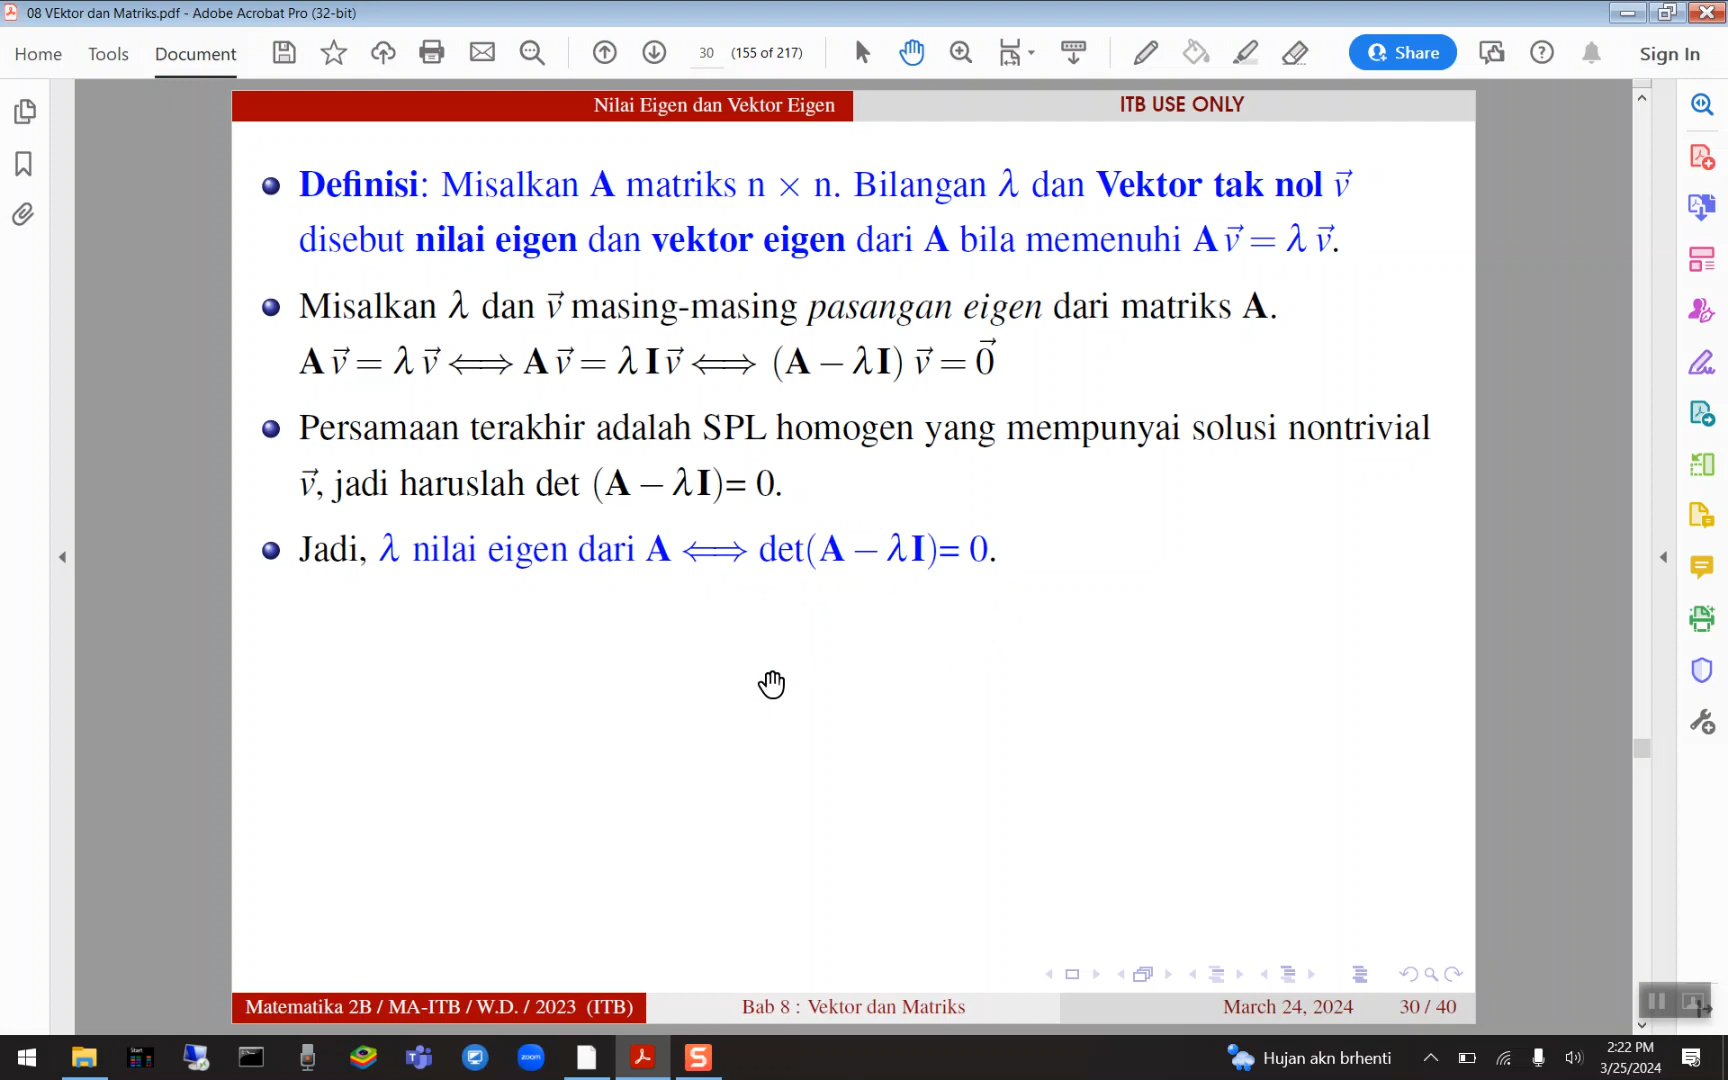 08 VEktor dan Matriks.pdf - Adobe Acrobat Pro (32-bit)
Home Tools Document 30 (155 of 217) Share Sign In
Nilai Eigen dan Vektor Eigen ITB USE ONLY
Definisi: Misalkan A matriks n × n. Bilangan λ dan Vektor tak nol v⃗
disebut nilai eigen dan vektor eigen dari A bila memenuhi A v⃗ = λ v⃗.
Misalkan λ dan v⃗ masing-masing pasangan eigen dari matriks A.
A v⃗ = λ v⃗ ⟺ A v⃗ = λ I v⃗ ⟺ (A − λI) v⃗ = 0⃗
Persamaan terakhir adalah SPL homogen yang mempunyai solusi nontrivial
v⃗, jadi haruslah det (A − λI)= 0.
Jadi, λ nilai eigen dari A ⟺ det(A − λI)= 0.
Matematika 2B / MA-ITB / W.D. / 2023 (ITB) Bab 8 : Vektor dan Matriks March 24, 2024 30 / 40
zoom
Hujan akn brhenti
2:22 PM
3/25/2024